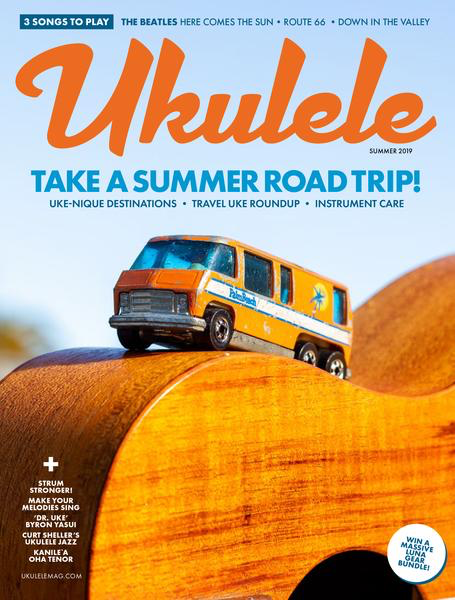 3 SONGS TO PLAY THE BEATLES HERE COMES THE SUN • ROUTE 66 • DOWN IN THE VALLEY
Ukulele
SUMMER 2019
TAKE A SUMMER ROAD TRIP!
UKE-NIQUE DESTINATIONS • TRAVEL UKE ROUNDUP • INSTRUMENT CARE
PalmBeach
+
STRUM
STRONGER!
MAKE YOUR
MELODIES SING
'DR. UKE'
BYRON YASUI
CURT SHELLER'S
UKULELE JAZZ
KANILE'A
OHA TENOR
UKULELEMAG.COM
WIN A
MASSIVE
LUNA
GEAR
BUNDLE!